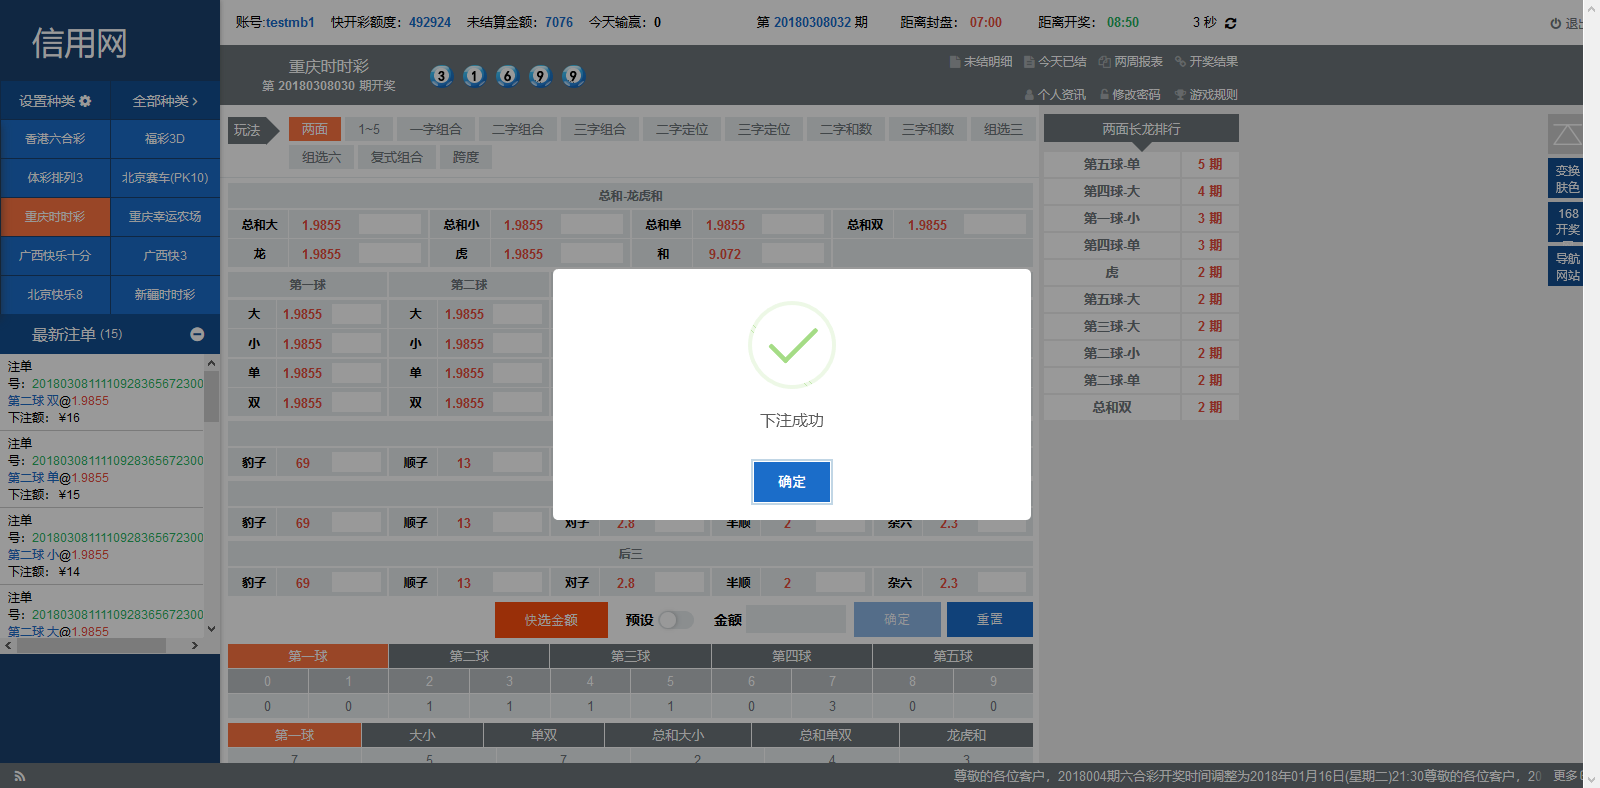 账号:testmb1 快开彩额度：492924 未结算金额：7076 今天输赢：0 第 20180308032 期 距离封盘： 07:00 距离开奖： 08:50 3 秒
信用网
重庆时时彩
第 20180308030 期开奖
3 1 6 9 9
未结明细 今天已结 两周报表 开奖结果
个人资讯 修改密码 游戏规则
设置种类 全部种类
香港六合彩 福彩3D
体彩排列3 北京赛车(PK10)
重庆时时彩 重庆幸运农场
广西快乐十分 广西快3
北京快乐8 新疆时时彩
最新注单 (15)
注单
号：2018030811110928365672300
第二球 双@1.9855
下注额： ¥16
注单
号：2018030811110928365672300
第二球 单@1.9855
下注额： ¥15
注单
号：2018030811110928365672300
第二球 小@1.9855
下注额： ¥14
注单
号：2018030811110928365672300
第二球 大@1.9855
玩法 两面 1~5 一字组合 二字组合 三字组合 二字定位 三字定位 二字和数 三字和数 组选三
组选六 复式组合 跨度
总和-龙虎和
总和大 1.9855 总和小 1.9855 总和单 1.9855 总和双 1.9855
龙 1.9855 虎 1.9855 和 9.072
第一球 第二球
大 1.9855 大 1.9855
小 1.9855 小 1.9855
单 1.9855 单 1.9855
双 1.9855 双 1.9855
豹子 69 顺子 13
豹子 69 顺子 13 对子 2.8 半顺 2 杂六 2.3
后三
豹子 69 顺子 13 对子 2.8 半顺 2 杂六 2.3
下注成功
确定
快选金额 预设 金额 确定 重置
第一球 第二球 第三球 第四球 第五球
0 1 2 3 4 5 6 7 8 9
0 0 1 1 1 1 0 3 0 0
第一球 大小 单双 总和大小 总和单双 龙虎和
7 5 7 2 4 3
两面长龙排行
第五球-单 5 期
第四球-大 4 期
第一球-小 3 期
第四球-单 3 期
虎 2 期
第五球-大 2 期
第三球-大 2 期
第二球-小 2 期
第二球-单 2 期
总和双 2 期
变换
肤色
168
开奖
导航
网站
尊敬的各位客户，2018004期六合彩开奖时间调整为2018年01月16日(星期二)21:30尊敬的各位客户， 更多